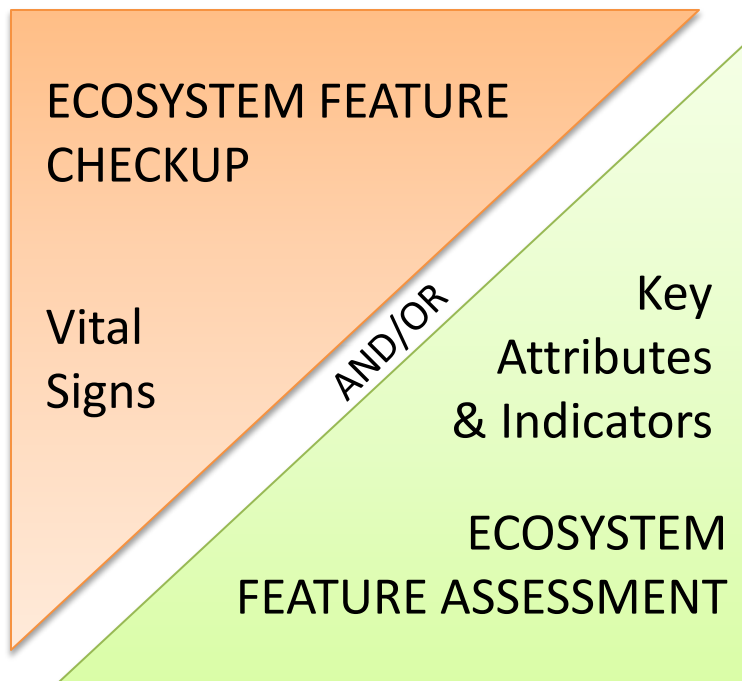 ECOSYSTEM FEATURE
CHECKUP
Vital
Signs
AND/OR
Key
Attributes
& Indicators
ECOSYSTEM
FEATURE ASSESSMENT